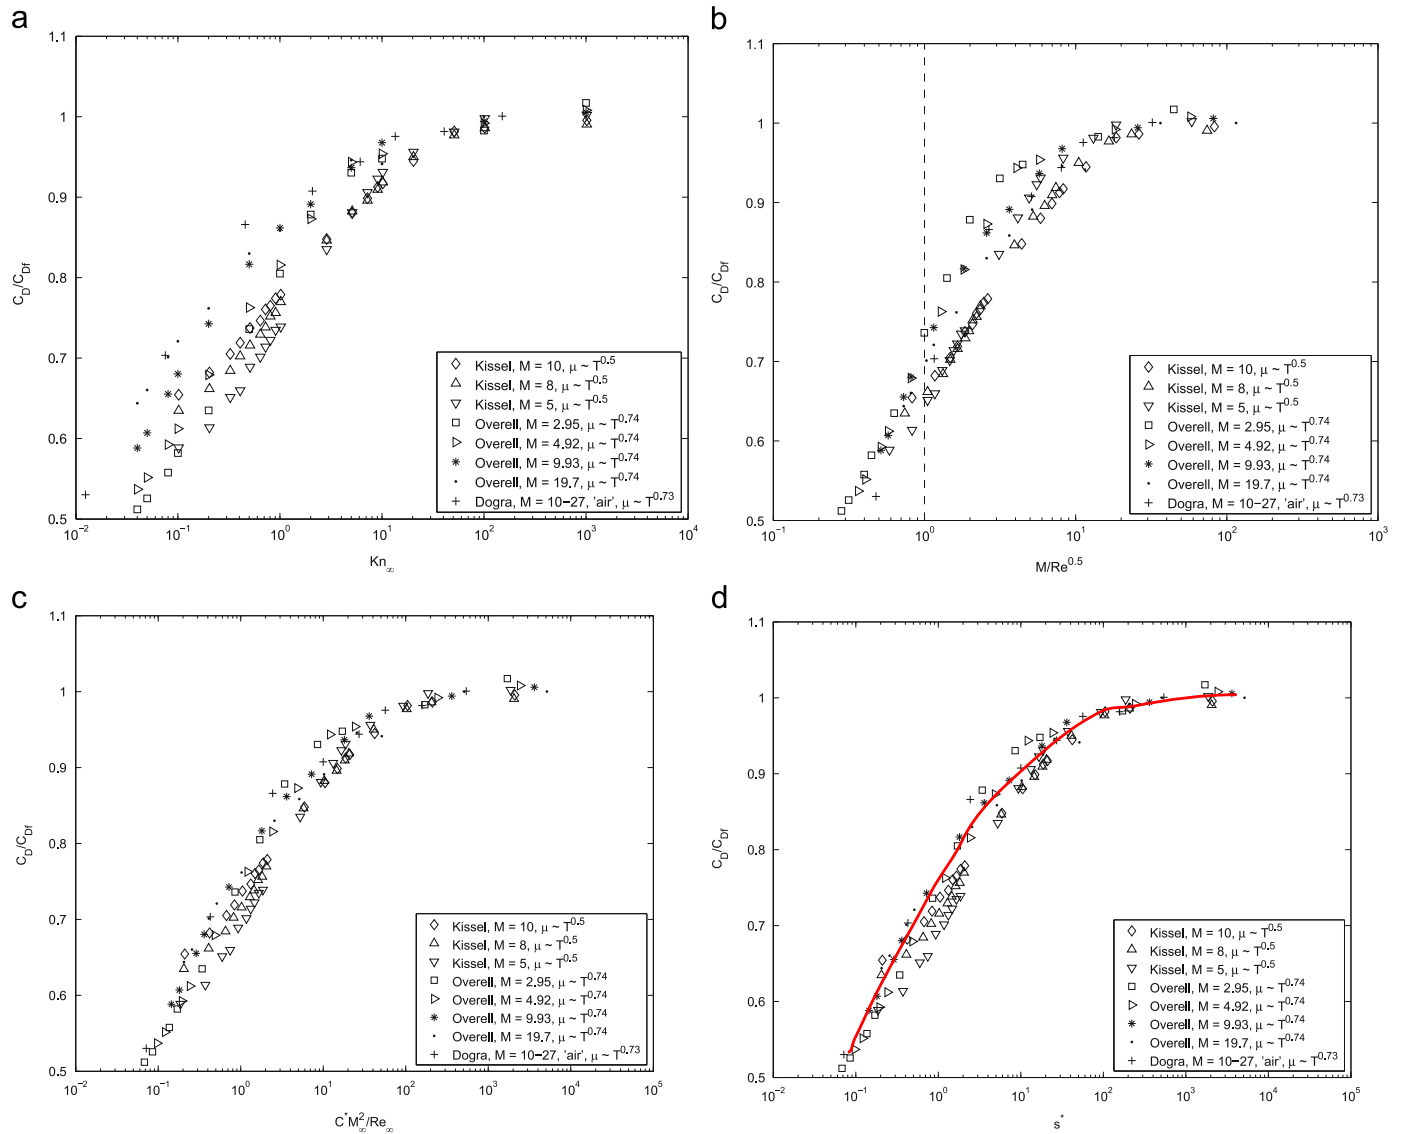 a
1.1
1
0.9
0.8
0.7
0.6
0.5
C_D/C_Df
10^−2
10^−1
10^0
10^1
10^2
10^3
10^4
Kn_∞
Kissel, M = 10, μ ~ T^0.5
Kissel, M = 8, μ ~ T^0.5
Kissel, M = 5, μ ~ T^0.5
Overell, M = 2.95, μ ~ T^0.74
Overell, M = 4.92, μ ~ T^0.74
Overell, M = 9.93, μ ~ T^0.74
Overell, M = 19.7, μ ~ T^0.74
Dogra, M = 10−27, 'air', μ ~ T^0.73
b
1.1
1
0.9
0.8
0.7
0.6
0.5
C_D/C_Df
10^−1
10^0
10^1
10^2
10^3
M/Re^0.5
Kissel, M = 10, μ ~ T^0.5
Kissel, M = 8, μ ~ T^0.5
Kissel, M = 5, μ ~ T^0.5
Overell, M = 2.95, μ ~ T^0.74
Overell, M = 4.92, μ ~ T^0.74
Overell, M = 9.93, μ ~ T^0.74
Overell, M = 19.7, μ ~ T^0.74
Dogra, M = 10−27, 'air', μ ~ T^0.73
c
1.1
1
0.9
0.8
0.7
0.6
0.5
C_D/C_Df
10^−2
10^−1
10^0
10^1
10^2
10^3
10^4
10^5
C^*M_∞^2/Re_∞
Kissel, M = 10, μ ~ T^0.5
Kissel, M = 8, μ ~ T^0.5
Kissel, M = 5, μ ~ T^0.5
Overell, M = 2.95, μ ~ T^0.74
Overell, M = 4.92, μ ~ T^0.74
Overell, M = 9.93, μ ~ T^0.74
Overell, M = 19.7, μ ~ T^0.74
Dogra, M = 10−27, 'air', μ ~ T^0.73
d
1.1
1
0.9
0.8
0.7
0.6
0.5
C_D/C_Df
10^−2
10^−1
10^0
10^1
10^2
10^3
10^4
10^5
s^*
Kissel, M = 10, μ ~ T^0.5
Kissel, M = 8, μ ~ T^0.5
Kissel, M = 5, μ ~ T^0.5
Overell, M = 2.95, μ ~ T^0.74
Overell, M = 4.92, μ ~ T^0.74
Overell, M = 9.93, μ ~ T^0.74
Overell, M = 19.7, μ ~ T^0.74
Dogra, M = 10−27, 'air', μ ~ T^0.73